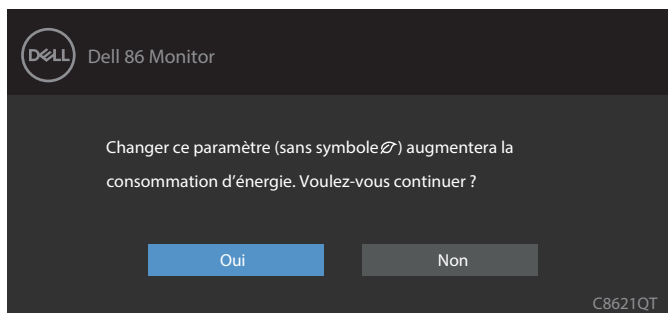 DELL
Dell 86 Monitor
Changer ce paramètre (sans symbole) augmentera la
consommation d’énergie. Voulez-vous continuer ?
Oui
Non
C8621QT